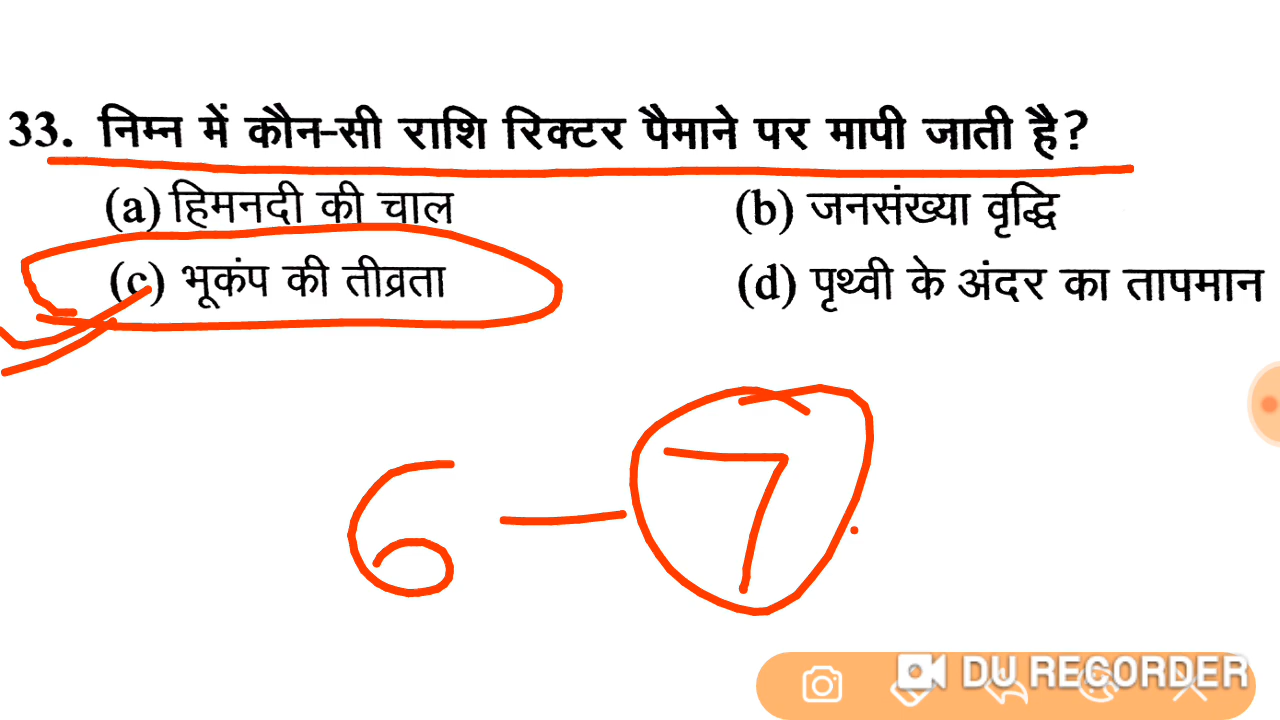 33. निम्न में कौन-सी राशि रिक्टर पैमाने पर मापी जाती है?
(a) हिमनदी की चाल (b) जनसंख्या वृद्धि
(c) भूकंप की तीव्रता (d) पृथ्वी के अंदर का तापमान
6 — 7
DU RECORDER